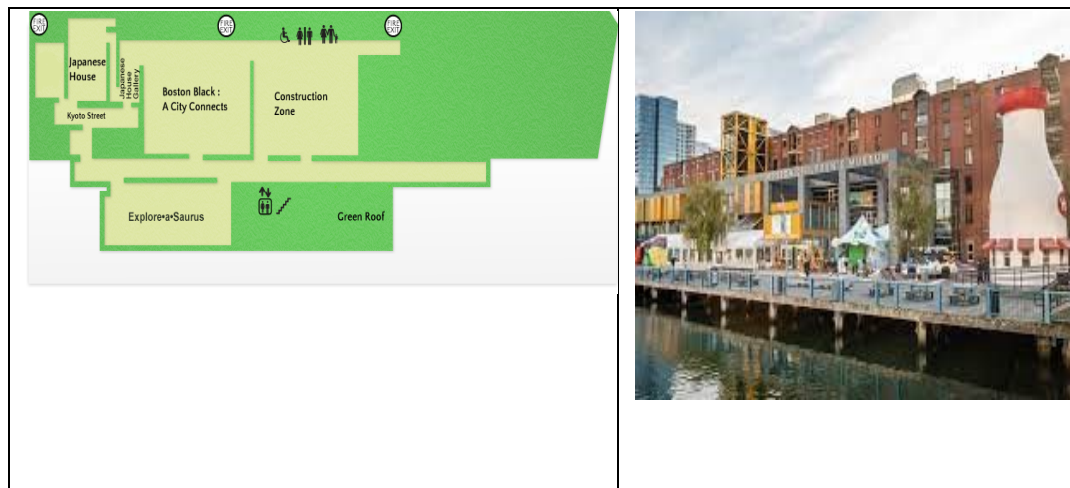 FIRE
EXIT
FIRE
EXIT
FIRE
EXIT
Japanese
House
Japanese
House
Gallery
Boston Black :
A City Connects
Construction
Zone
Kyoto Street
Explore•a•Saurus
Green Roof
MUSEUM